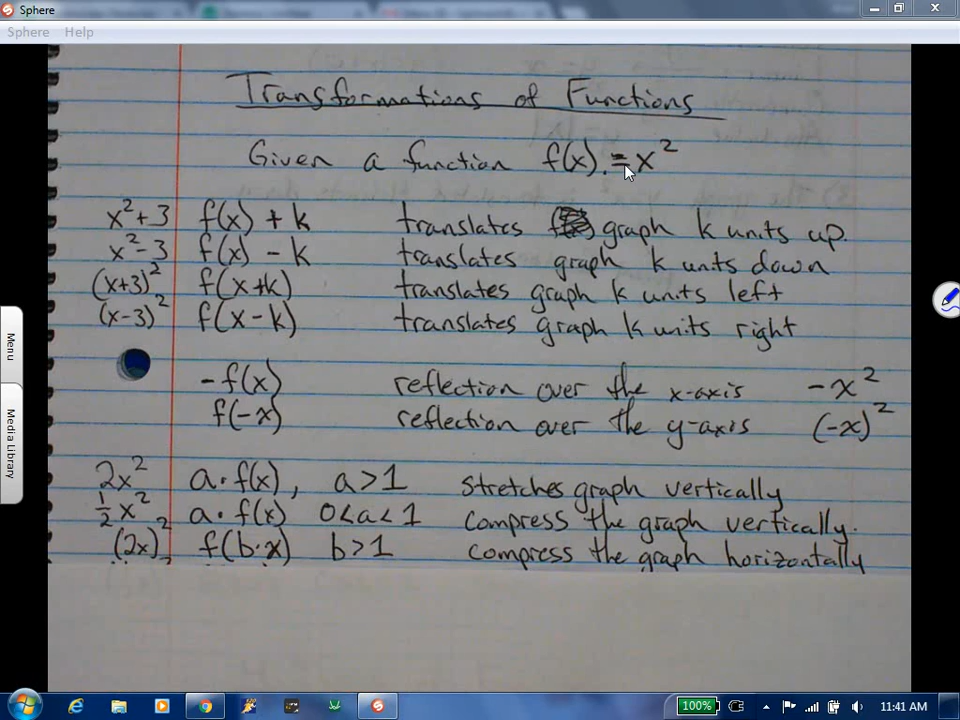 Sphere
Sphere Help
Transformations of Functions
Given a function f(x) = x²
x²+3 f(x) + k translates graph k units up.
x²-3 f(x) - k translates graph k units down
(x+3)² f(x+k) translates graph k units left
(x-3)² f(x-k) translates graph k units right
Menu
-f(x) reflection over the x-axis -x²
f(-x) reflection over the y-axis (-x)²
Media Library
2x² a·f(x), a>1 stretches graph vertically
½x² a·f(x) 0<a<1 compress the graph vertically.
(2x)² f(b·x) b>1 compress the graph horizontally
100% 11:41 AM